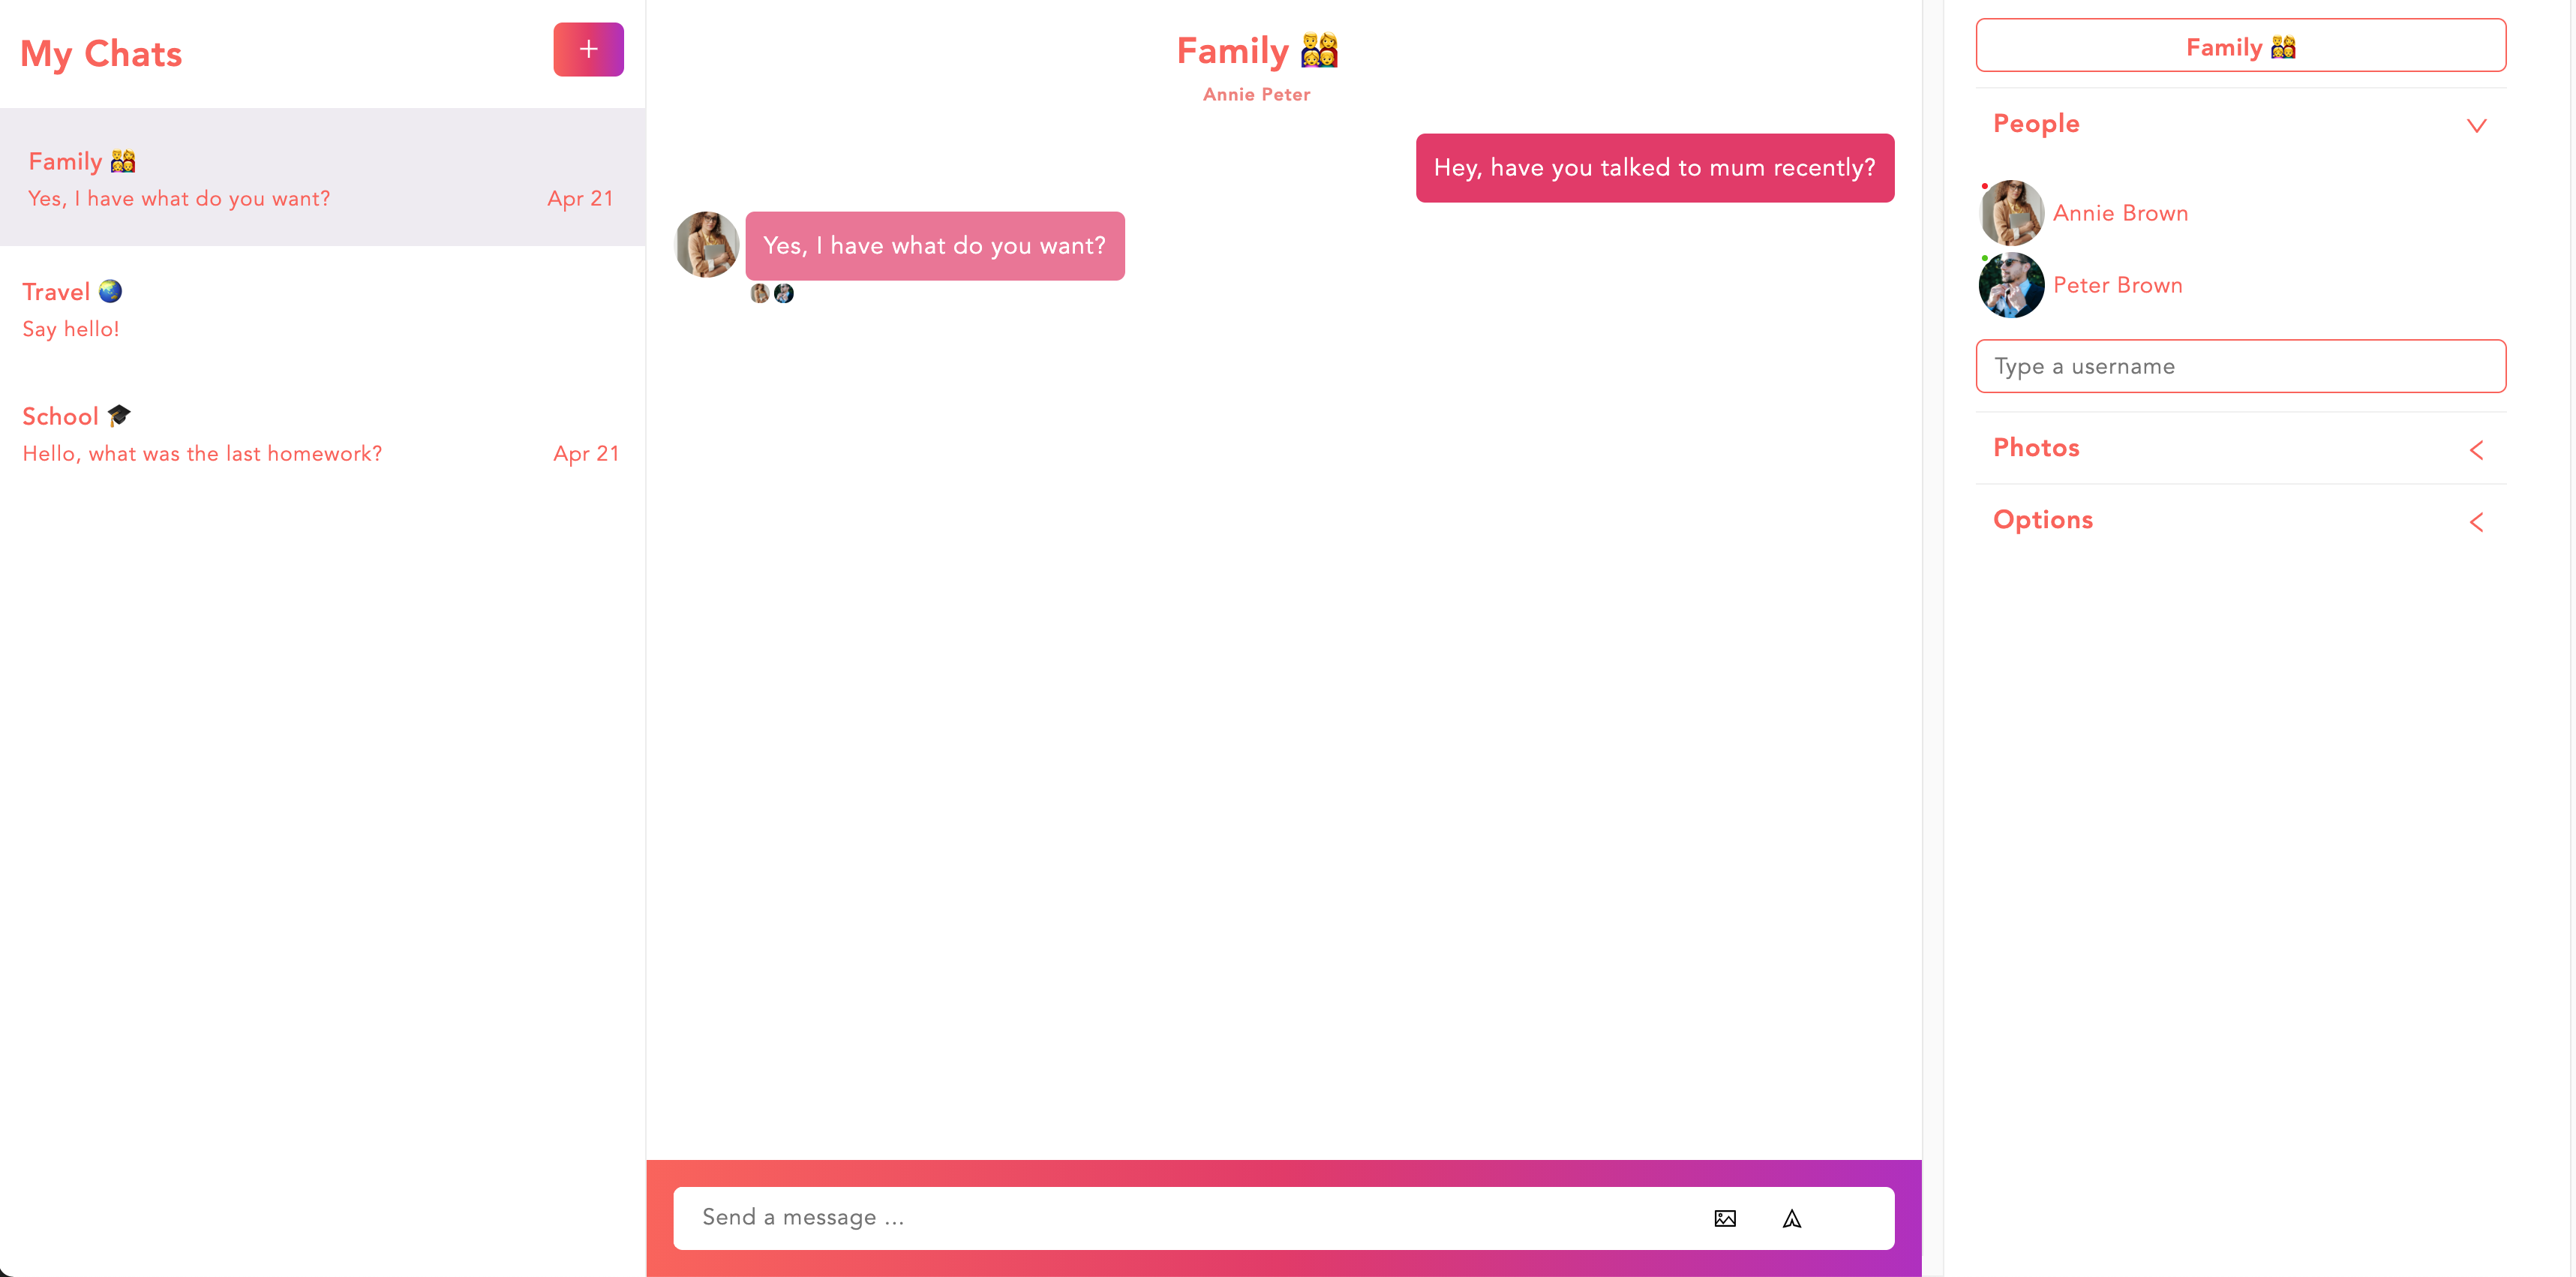 My Chats
+
Family 👨‍👩‍👧‍👦
Yes, I have what do you want?
Apr 21
Travel 🌏
Say hello!
School 🎓
Hello, what was the last homework?
Apr 21
Family 👨‍👩‍👧‍👦
Annie Peter
Hey, have you talked to mum recently?
Yes, I have what do you want?
Send a message ...
Family 👨‍👩‍👧‍👦
People
Annie Brown
Peter Brown
Type a username
Photos
Options